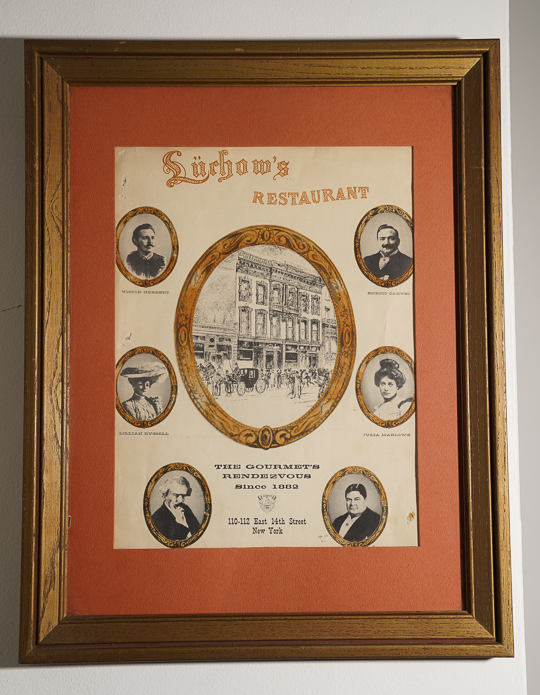 Lüchow's
RESTAURANT
VICTOR HERBERT
ENRICO CARUSO
LILLIAN RUSSELL
JULIA MARLOWE
THE GOURMET'S
RENDEZVOUS
Since 1882
110-112 East 14th Street
New York